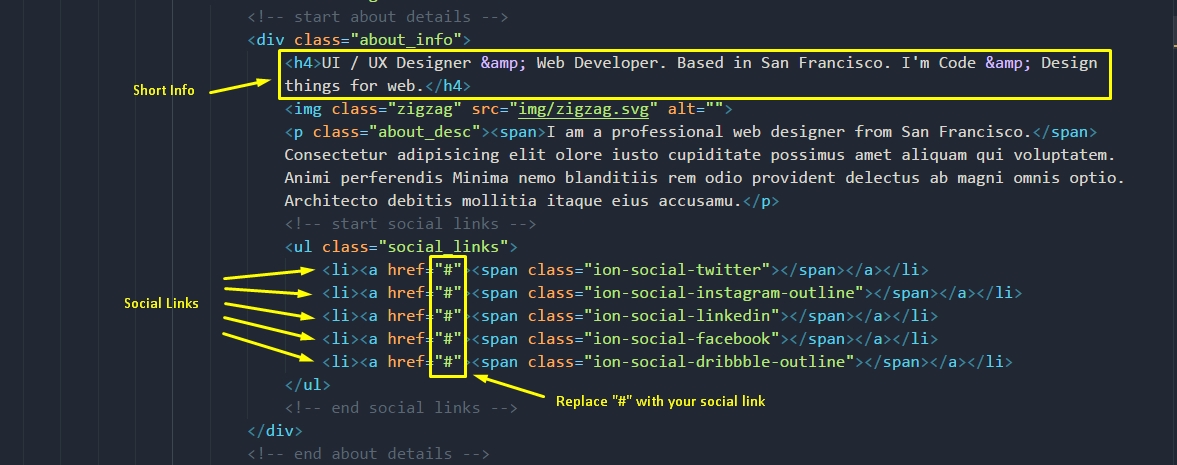 <!-- start about details -->
<div class="about_info">
<h4>UI / UX Designer &amp; Web Developer. Based in San Francisco. I'm Code &amp; Design
things for web.</h4>
Short Info
<img class="zigzag" src="img/zigzag.svg" alt="">
<p class="about_desc"><span>I am a professional web designer from San Francisco.</span>
Consectetur adipisicing elit olore iusto cupiditate possimus amet aliquam qui voluptatem.
Animi perferendis Minima nemo blanditiis rem odio provident delectus ab magni omnis optio.
Architecto debitis mollitia itaque eius accusamu.</p>
<!-- start social links -->
<ul class="social_links">
<li><a href="#"><span class="ion-social-twitter"></span></a></li>
<li><a href="#"><span class="ion-social-instagram-outline"></span></a></li>
Social Links
<li><a href="#"><span class="ion-social-linkedin"></span></a></li>
<li><a href="#"><span class="ion-social-facebook"></span></a></li>
<li><a href="#"><span class="ion-social-dribbble-outline"></span></a></li>
</ul>
Replace "#" with your social link
<!-- end social links -->
</div>
<!-- end about details -->